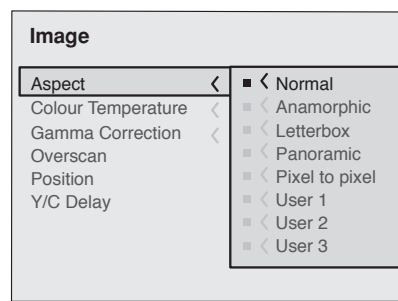 Image
Aspect
Colour Temperature
Gamma Correction
Overscan
Position
Y/C Delay
Normal
Anamorphic
Letterbox
Panoramic
Pixel to pixel
User 1
User 2
User 3